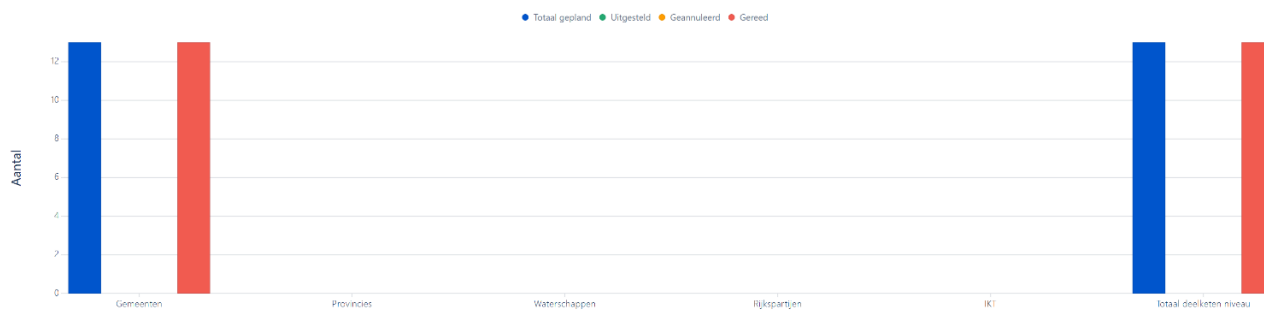 Totaal gepland Uitgesteld Geannuleerd Gereed
Aantal
12
10
8
6
4
2
0
Gemeenten Provincies Waterschappen Rijkspartijen IKT Totaal deelketen niveau